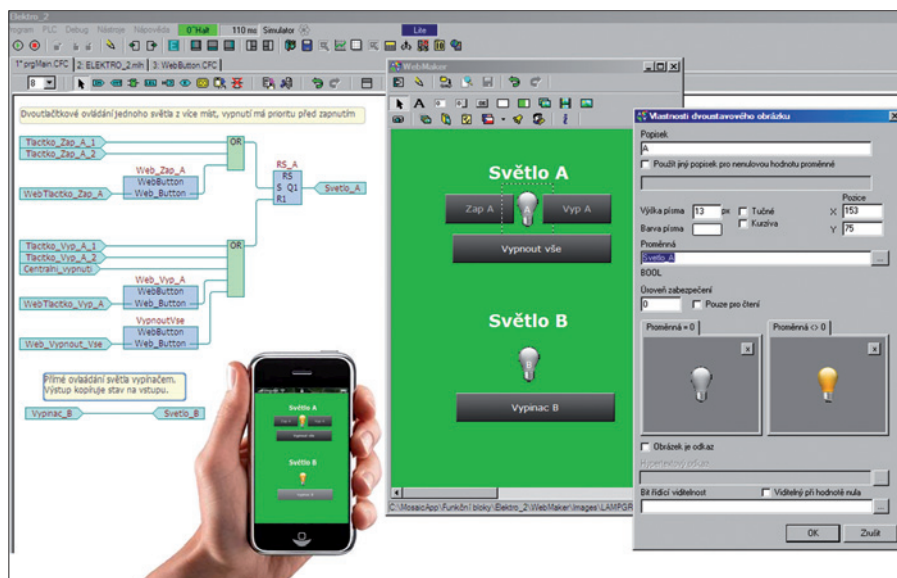 Elektro_2
rogram PLC Debug Nástroje Nápověda 0~Halt 110 ms Simulator Lite
1*prgMain.CFC 2: ELEKTRO_2.mlh 3: WebButton.CFC
8
Dvoutlačítkové ovládání jednoho světla z více míst, vypnutí má prioritu před zapnutím
Tlacitko_Zap_A_1
Tlacitko_Zap_A_2
OR
Web_Zap_A
WebButton
WebTlacitko_Zap_A
Web_Button
RS_A
RS
S Q1
R1
Svetlo_A
Tlacitko_Vyp_A_1
Tlacitko_Vyp_A_2
Centralni_vypnuti
OR
Web_Vyp_A
WebButton
WebTlacitko_Vyp_A
Web_Button
VypnoutVse
WebButton
Web_Vypnout_Vse
Web_Button
Přímé ovládání světla vypínačem.
Výstup kopíruje stav na vstupu.
Vypinac_B
Svetlo_B
Světlo A
Vypnout vše
Světlo B
WebMaker
Světlo A
Zap A
A
Vyp A
Vypnout vše
Světlo B
B
Vypinac B
C:\MosaicApp\Funkční bloky\Elektro_2\WebMaker\Images\LAMPGR
Vlastnosti dvoustavového obrázku
Popisek
A
Použít jiný popisek pro nenulovou hodnotu proměnné
Pozice
Výška písma 13 px Tučné X 153
Kurzíva
Barva písma Y 75
Proměnná
Svetlo_A ...
BOOL
Úroveň zabezpečení
0 Pouze pro čtení
Proměnná = 0 Proměnná <> 0
x x
Obrázek je odkaz
Hypertextový odkaz
Bit řídící viditelnost Viditelný při hodnotě nula
...
OK Zrušit